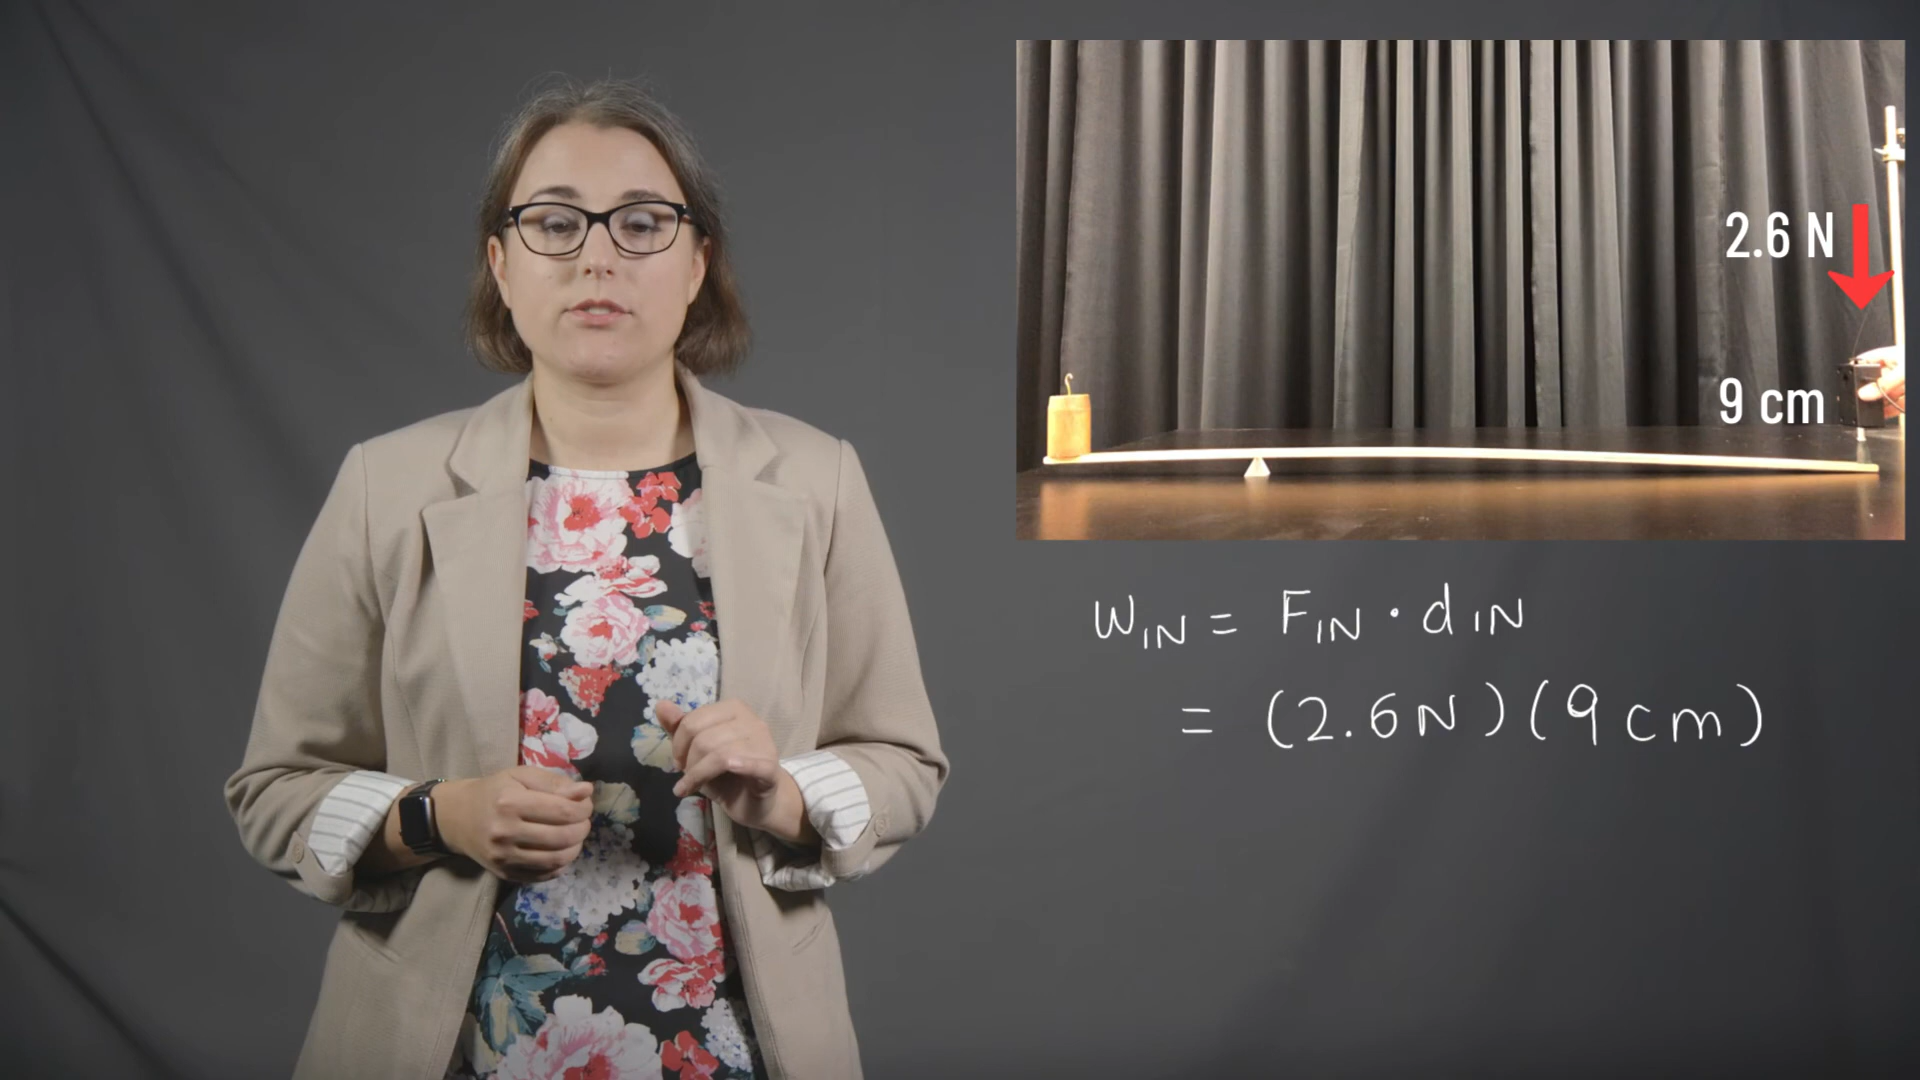 2.6 N
9 cm
W_IN = F_IN · d_IN
= (2.6N)(9cm)